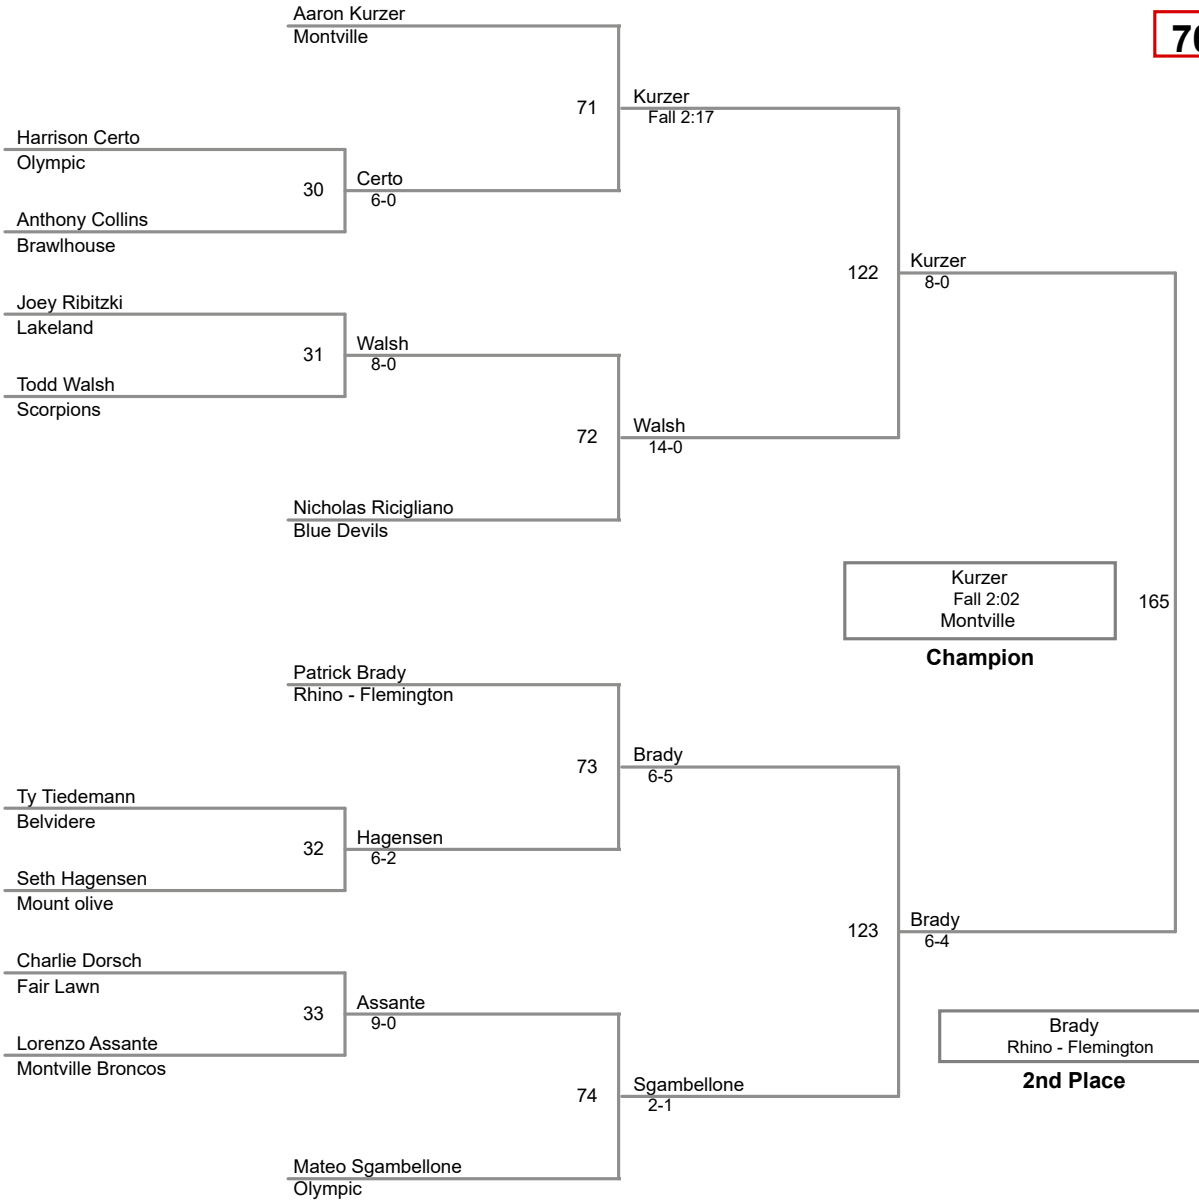 Aaron Kurzer
Montville
70
71
Kurzer
Fall 2:17
Harrison Certo
Olympic
30
Certo
6-0
Anthony Collins
Brawlhouse
122
Kurzer
8-0
Joey Ribitzki
Lakeland
31
Walsh
8-0
Todd Walsh
Scorpions
72
Walsh
14-0
Nicholas Ricigliano
Blue Devils
Kurzer
Fall 2:02
Montville
165
Champion
Patrick Brady
Rhino - Flemington
73
Brady
6-5
Ty Tiedemann
Belvidere
32
Hagensen
6-2
Seth Hagensen
Mount olive
123
Brady
6-4
Charlie Dorsch
Fair Lawn
33
Assante
9-0
Lorenzo Assante
Montville Broncos
Brady
Rhino - Flemington
2nd Place
74
Sgambellone
2-1
Mateo Sgambellone
Olympic